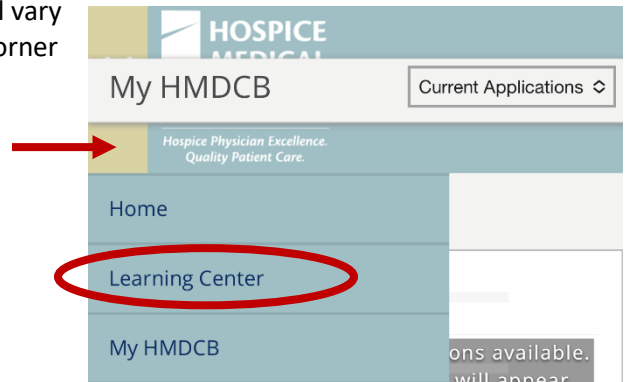 vary
orner
HOSPICE
MEDICAL
My HMDCB
Current Applications
Hospice Physician Excellence.
Quality Patient Care.
Home
Learning Center
My HMDCB
ons available.
will appear